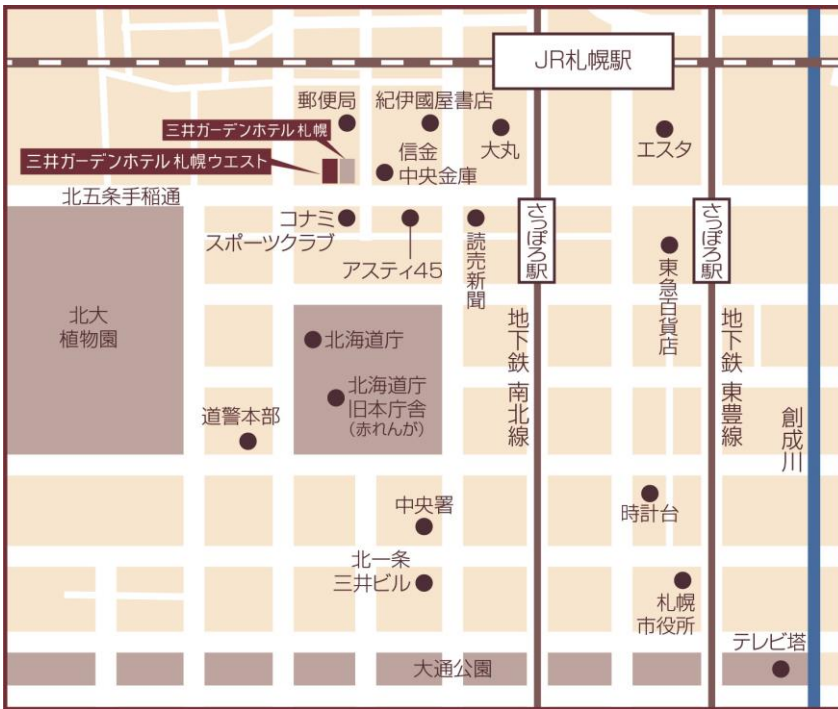 JR札幌駅
郵便局
紀伊國屋書店
三井ガーデンホテル 札幌
大丸
エスタ
三井ガーデンホテル 札幌ウエスト
信金
中央金庫
北五条手稲通
さっぽろ駅
さっぽろ駅
コナミ
スポーツクラブ
アスティ45
読売新聞
東急百貨店
北大
植物園
北海道庁
地下鉄 南北線
地下鉄 東豊線
北海道庁
旧本庁舎
(赤れんが)
道警本部
創成川
中央署
時計台
北一条
三井ビル
札幌
市役所
テレビ塔
大通公園